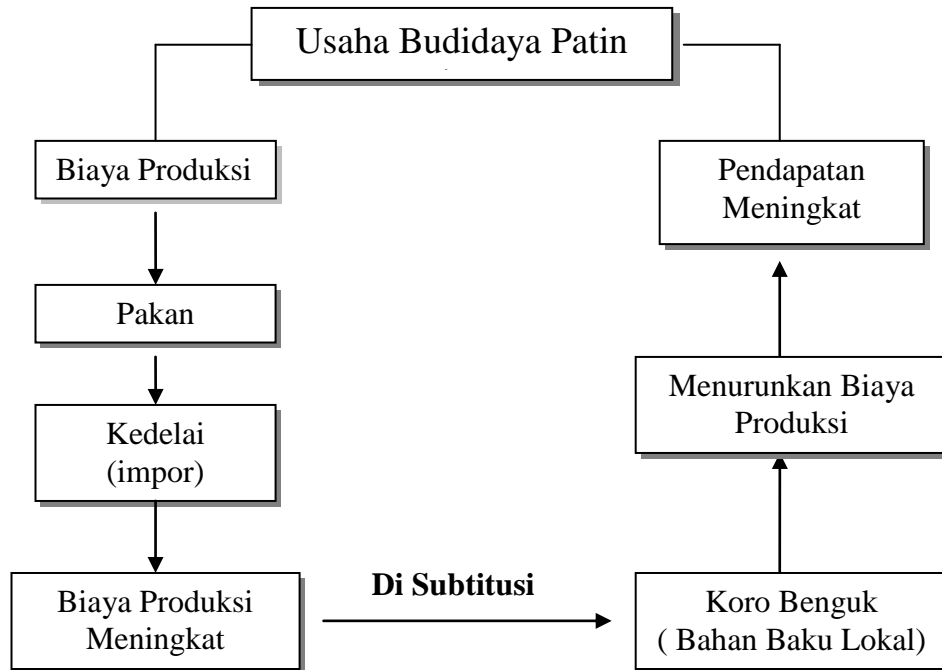 Usaha Budidaya Patin
Biaya Produksi
Pakan
Kedelai
(impor)
Biaya Produksi
Meningkat
Di Subtitusi
Koro Benguk
( Bahan Baku Lokal)
Menurunkan Biaya
Produksi
Pendapatan
Meningkat